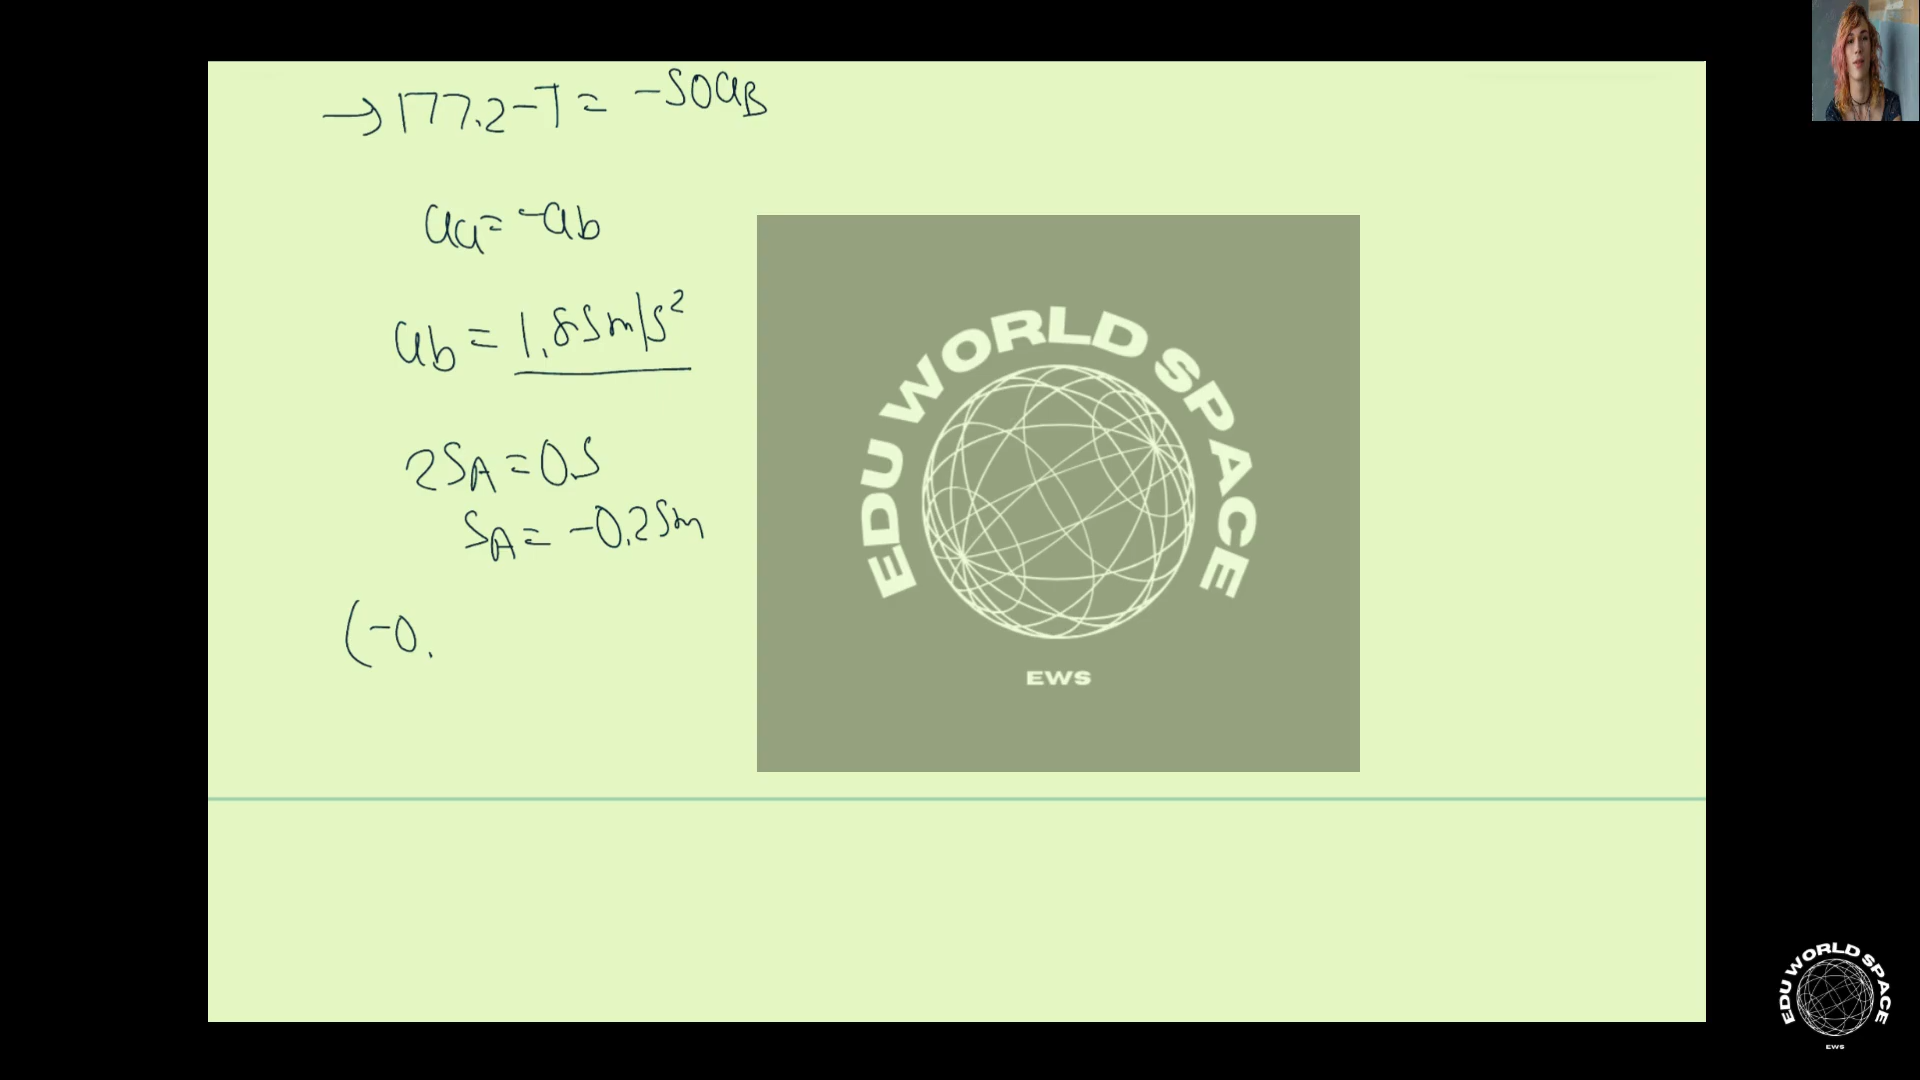 → 177.2 - T = -50aB
aa = -ab
ab = 1.85m/s²
2SA = 0.5
SA = -0.25m
(-0.
EDU WORLD SPACE
EWS
EDU WORLD SPACE
EWS